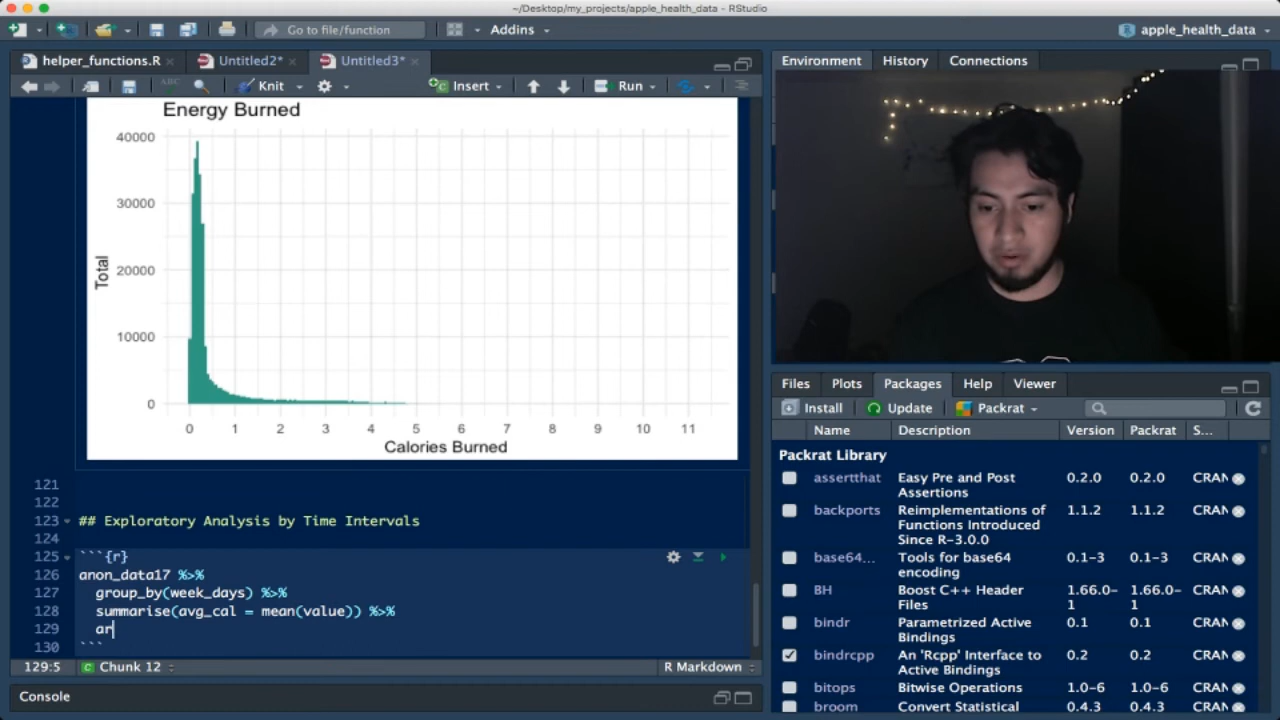 ~/Desktop/my_projects/apple_health_data - RStudio
Go to file/function
Addins
apple_health_data
helper_functions.R
Untitled2*
Untitled3*
ABC
Knit
Insert
Run
Energy Burned
40000
30000
20000
10000
0
Total
0 1 2 3 4 5 6 7 8 9 10 11
Calories Burned
121
122
123 ## Exploratory Analysis by Time Intervals
124
125 ```{r}
126 anon_data17 %>%
127 group_by(week_days) %>%
128 summarise(avg_cal = mean(value)) %>%
129 ar
130 ```
129:5 Chunk 12 R Markdown
Console
Environment History Connections
Files Plots Packages Help Viewer
Install Update Packrat
Name Description Version Packrat S...
Packrat Library
assertthat Easy Pre and Post 0.2.0 0.2.0 CRAN
Assertions
backports Reimplementations of 1.1.2 1.1.2 CRAN
Functions Introduced
Since R-3.0.0
base64... Tools for base64 0.1-3 0.1-3 CRAN
encoding
BH Boost C++ Header 1.66.0- 1.66.0- CRAN
Files 1 1
bindr Parametrized Active 0.1 0.1 CRAN
Bindings
bindrcpp An 'Rcpp' Interface to 0.2 0.2 CRAN
Active Bindings
bitops Bitwise Operations 1.0-6 1.0-6 CRAN
broom Convert Statistical 0.4.3 0.4.3 CRAN